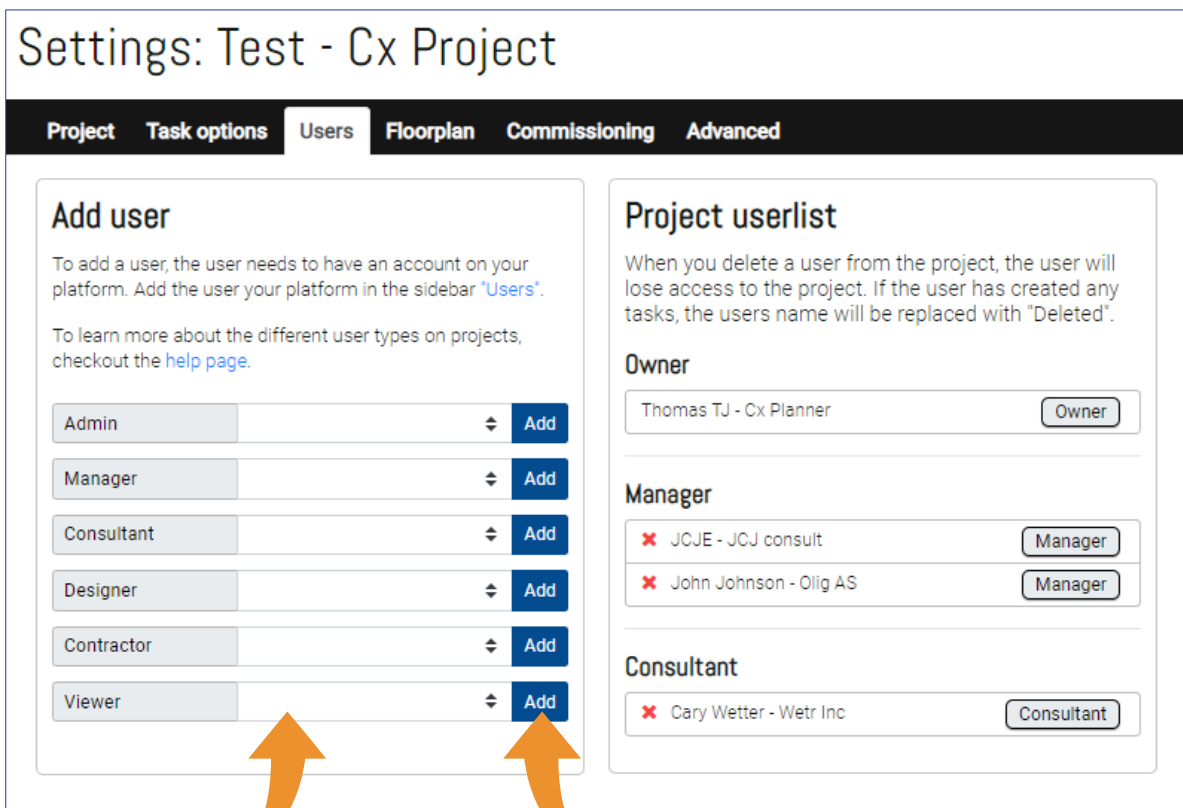 Settings: Test - Cx Project
Project Task options Users Floorplan Commissioning Advanced
Add user
To add a user, the user needs to have an account on your
platform. Add the user your platform in the sidebar "Users".
To learn more about the different user types on projects,
checkout the help page.
Admin Add
Manager Add
Consultant Add
Designer Add
Contractor Add
Viewer Add
Project userlist
When you delete a user from the project, the user will
lose access to the project. If the user has created any
tasks, the users name will be replaced with "Deleted".
Owner
Thomas TJ - Cx Planner Owner
Manager
JCJE - JCJ consult Manager
John Johnson - Olig AS Manager
Consultant
Cary Wetter - Wetr Inc Consultant